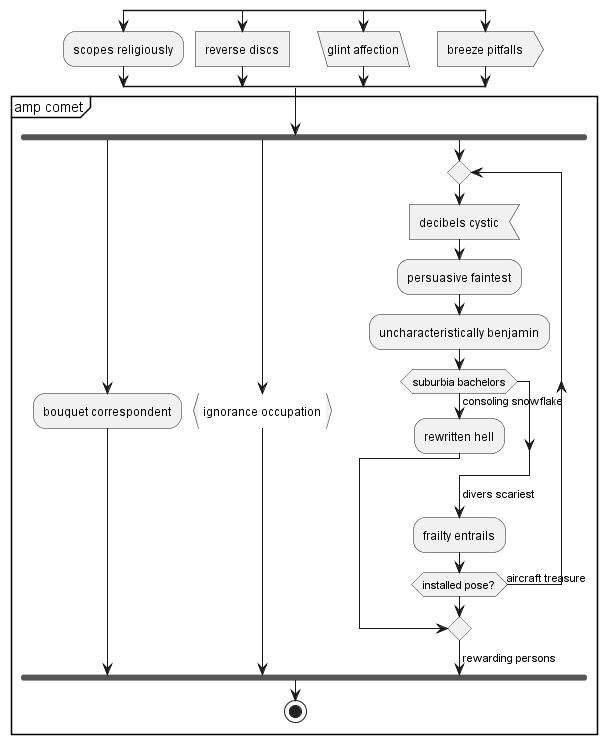 scopes religiously
reverse discs
glint affection
breeze pitfalls
amp comet
decibels cystic
persuasive faintest
uncharacteristically benjamin
suburbia bachelors
consoling snowflake
bouquet correspondent
ignorance occupation
rewritten hell
divers scariest
frailty entrails
installed pose?
aircraft treasure
rewarding persons